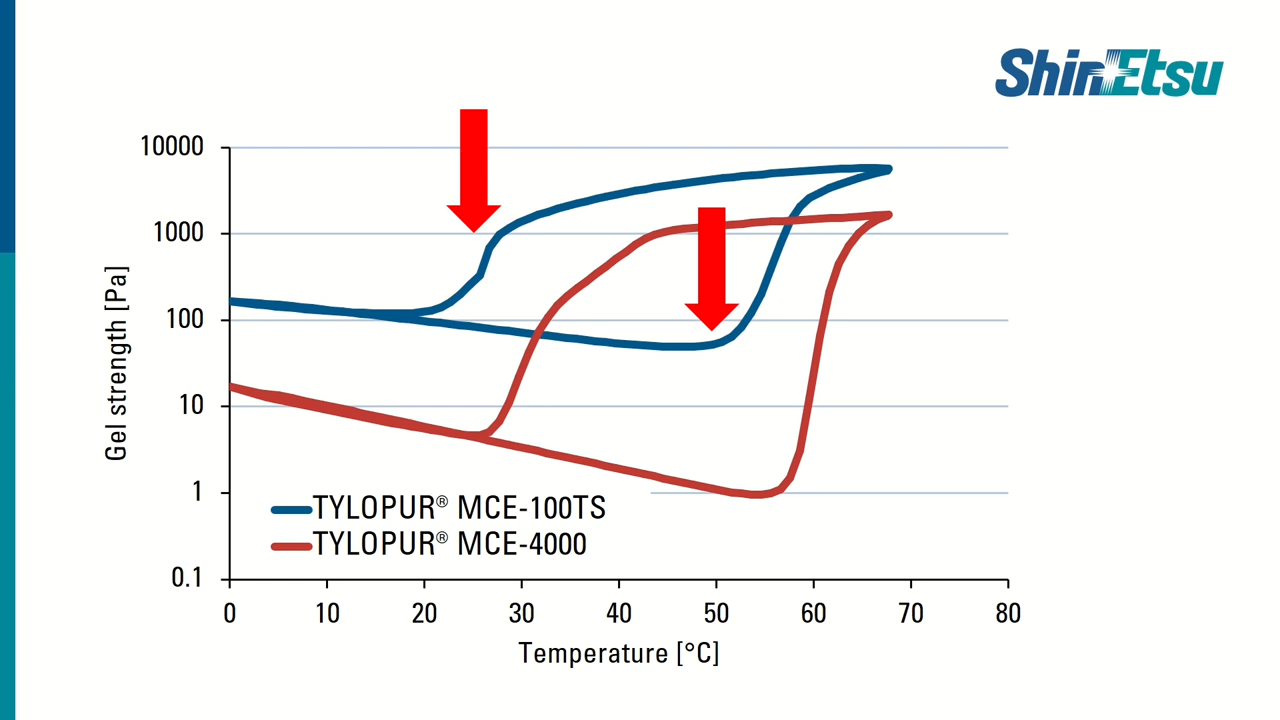 ShinEtsu
10000
1000
100
10
1
0.1
Gel strength [Pa]
TYLOPUR® MCE-100TS
TYLOPUR® MCE-4000
0 10 20 30 40 50 60 70 80
Temperature [°C]